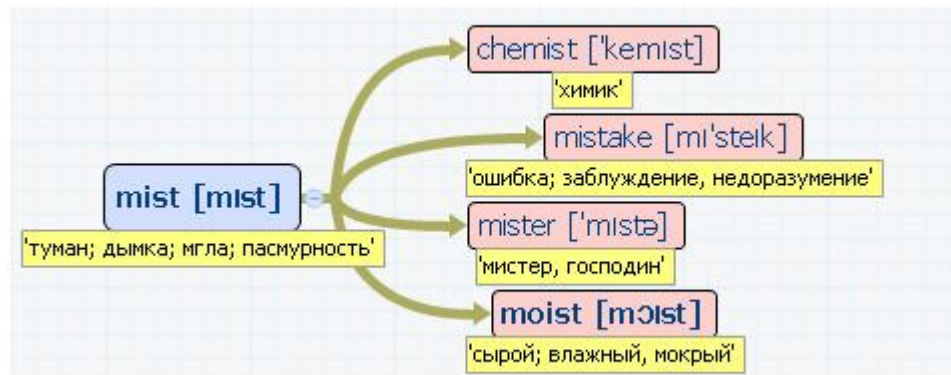 chemist ['kemɪst]
'химик'
mistake [mɪ'steɪk]
'ошибка; заблуждение, недоразумение'
mist [mɪst]
'туман; дымка; мгла; пасмурность'
mister ['mɪstə]
'мистер, господин'
moist [mɔɪst]
'сырой; влажный, мокрый'